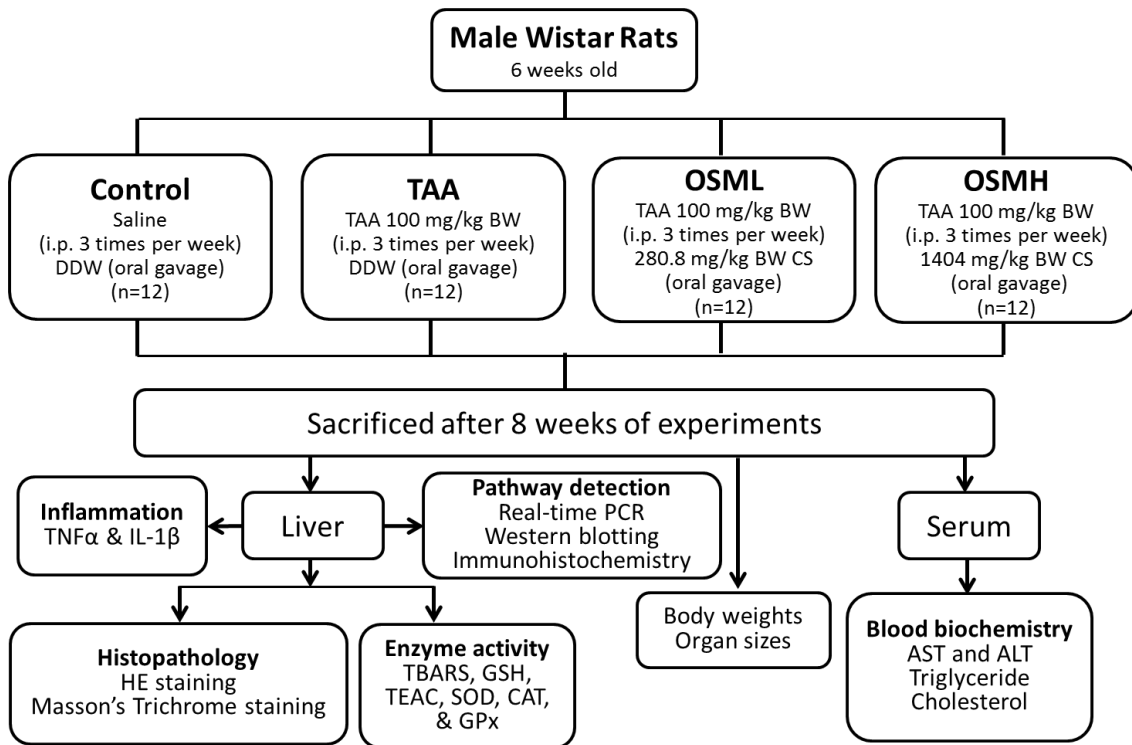 Male Wistar Rats
6 weeks old
Control
Saline
(i.p. 3 times per week)
DDW (oral gavage)
(n=12)
TAA
TAA 100 mg/kg BW
(i.p. 3 times per week)
DDW (oral gavage)
(n=12)
OSML
TAA 100 mg/kg BW
(i.p. 3 times per week)
280.8 mg/kg BW CS
(oral gavage)
(n=12)
OSMH
TAA 100 mg/kg BW
(i.p. 3 times per week)
1404 mg/kg BW CS
(oral gavage)
(n=12)
Sacrificed after 8 weeks of experiments
Inflammation
TNFα & IL-1β
Liver
Pathway detection
Real-time PCR
Western blotting
Immunohistochemistry
Serum
Histopathology
HE staining
Masson’s Trichrome staining
Enzyme activity
TBARS, GSH,
TEAC, SOD, CAT,
& GPx
Body weights
Organ sizes
Blood biochemistry
AST and ALT
Triglyceride
Cholesterol